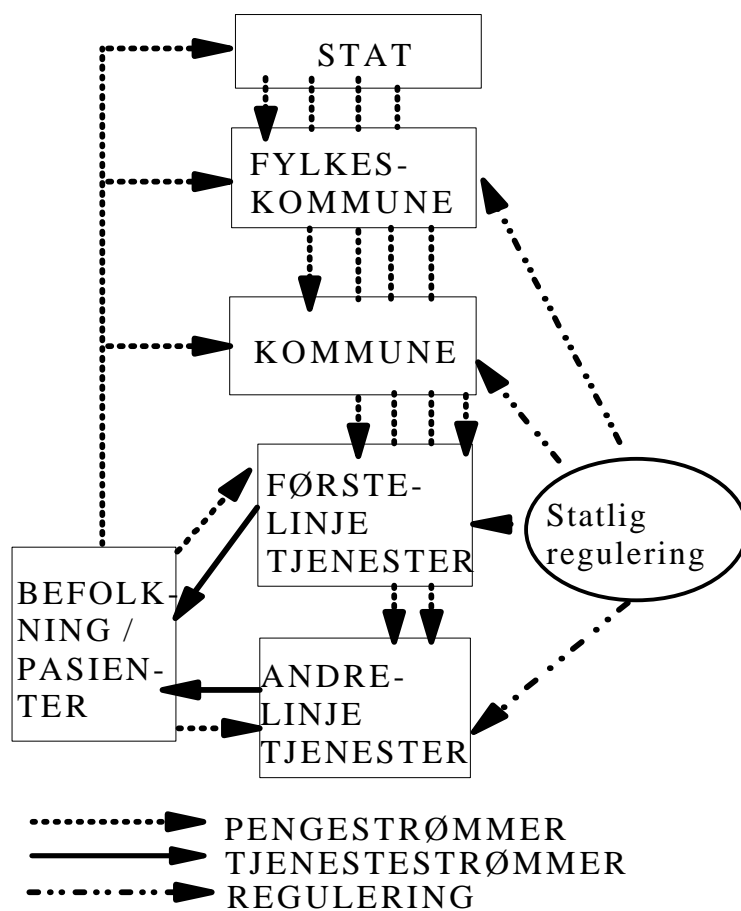 STAT
FYLKES-
KOMMUNE
KOMMUNE
FØRSTE-
LINJE
TJENESTER
Statlig
regulering
BEFOLK-
NING /
PASIEN-
TER
ANDRE-
LINJE
TJENESTER
PENGESTRØMMER
TJENESTESTRØMMER
REGULERING